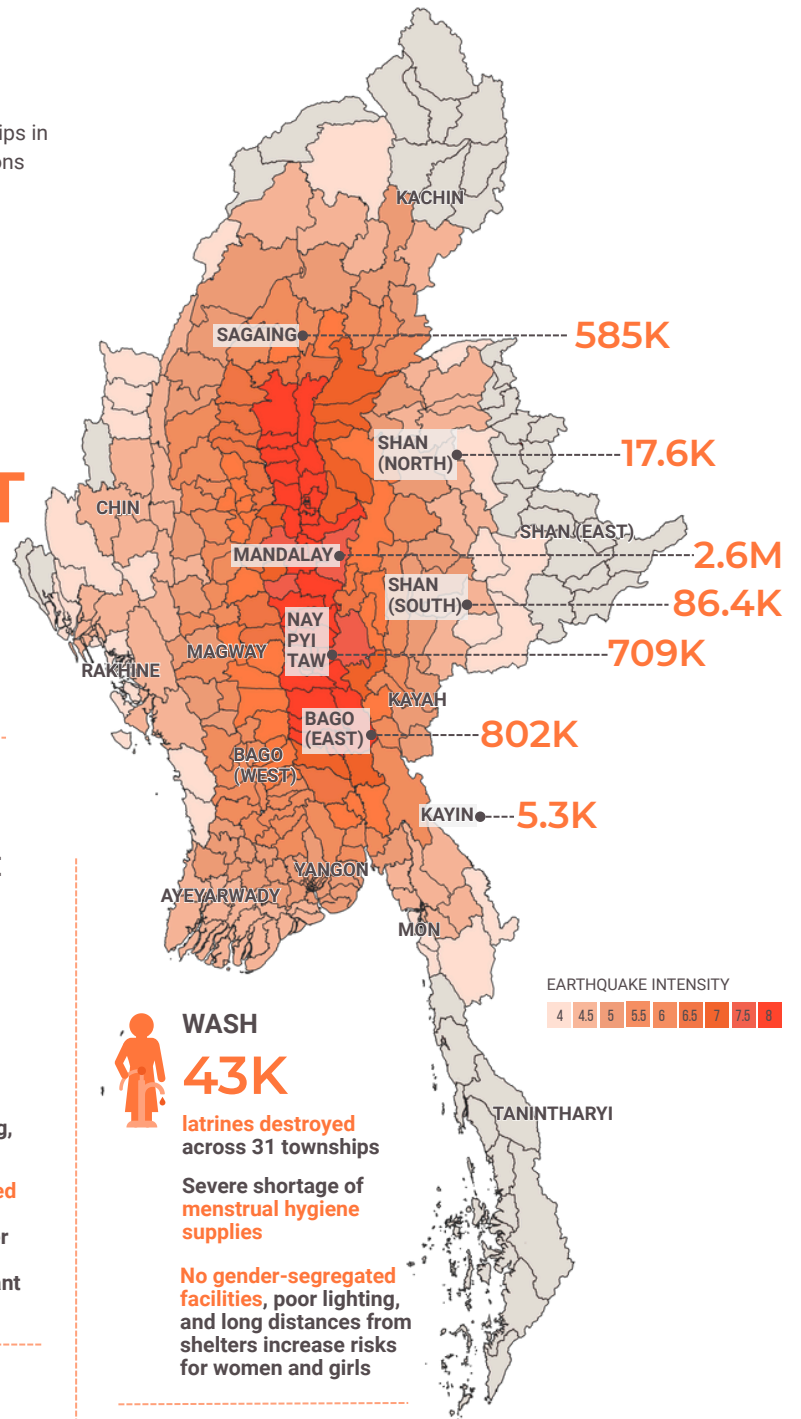 ips in
ons
T
KACHIN
SAGAING
585K
SHAN
(NORTH)
17.6K
CHIN
SHAN (EAST)
MANDALAY
2.6M
SHAN
(SOUTH)
86.4K
NAY
PYI
TAW
709K
MAGWAY
RAKHINE
KAYAH
BAGO
(EAST)
802K
BAGO
(WEST)
KAYIN
5.3K
YANGON
AYEYARWADY
MON
EARTHQUAKE INTENSITY
4 4.5 5 5.5 6 6.5 7 7.5 8
TANINTHARYI
WASH
43K
latrines destroyed
across 31 townships
Severe shortage of
menstrual hygiene
supplies
No gender-segregated
facilities, poor lighting,
and long distances from
shelters increase risks
for women and girls
g,
ed
or
ant